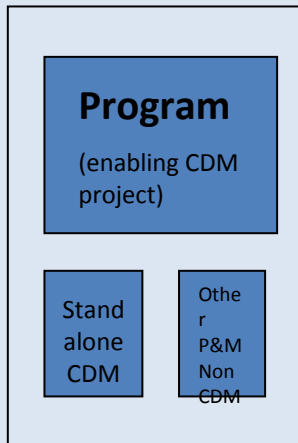 Program
(enabling CDM
project)
Stand
alone
CDM
Othe
r
P&M
Non
CDM